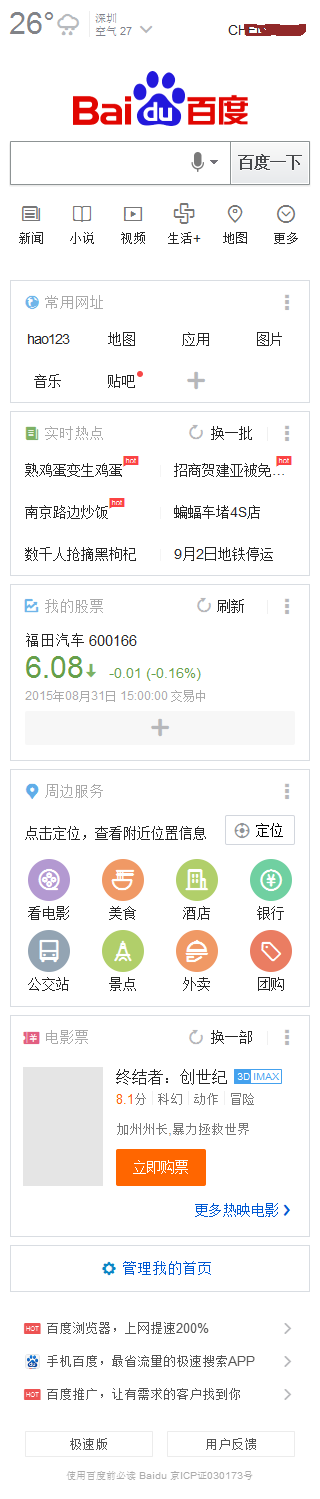 26° 深圳
空气 27
Bai du 百度
百度一下
新闻 小说 视频 生活+ 地图 更多
常用网址
hao123 地图 应用 图片
音乐 贴吧
实时热点 换一批
熟鸡蛋变生鸡蛋 hot 招商贺建亚被免... hot
南京路边炒饭 hot 蝙蝠车堵4S店
数千人抢摘黑枸杞 9月2日地铁停运
我的股票 刷新
福田汽车 600166
6.08 -0.01 (-0.16%)
2015年08月31日 15:00:00 交易中
周边服务
点击定位，查看附近位置信息 定位
看电影 美食 酒店 银行
公交站 景点 外卖 团购
电影票 换一部
终结者：创世纪 3D IMAX
8.1分 科幻 动作 冒险
加州州长,暴力拯救世界
立即购票
更多热映电影
管理我的首页
HOT 百度浏览器，上网提速200%
手机百度，最省流量的极速搜索APP
HOT 百度推广，让有需求的客户找到你
极速版 用户反馈
使用百度前必读 Baidu 京ICP证030173号